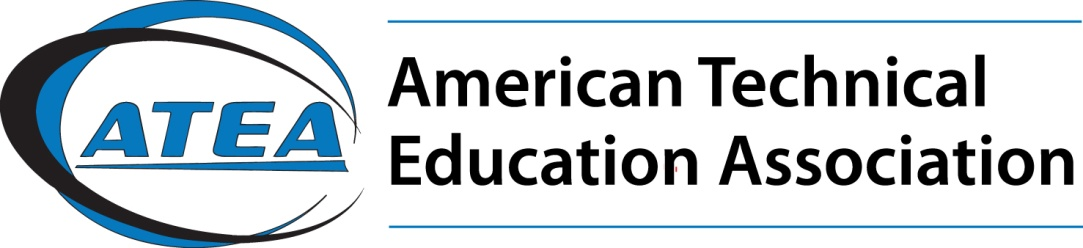 ATEA
American Technical
Education Association